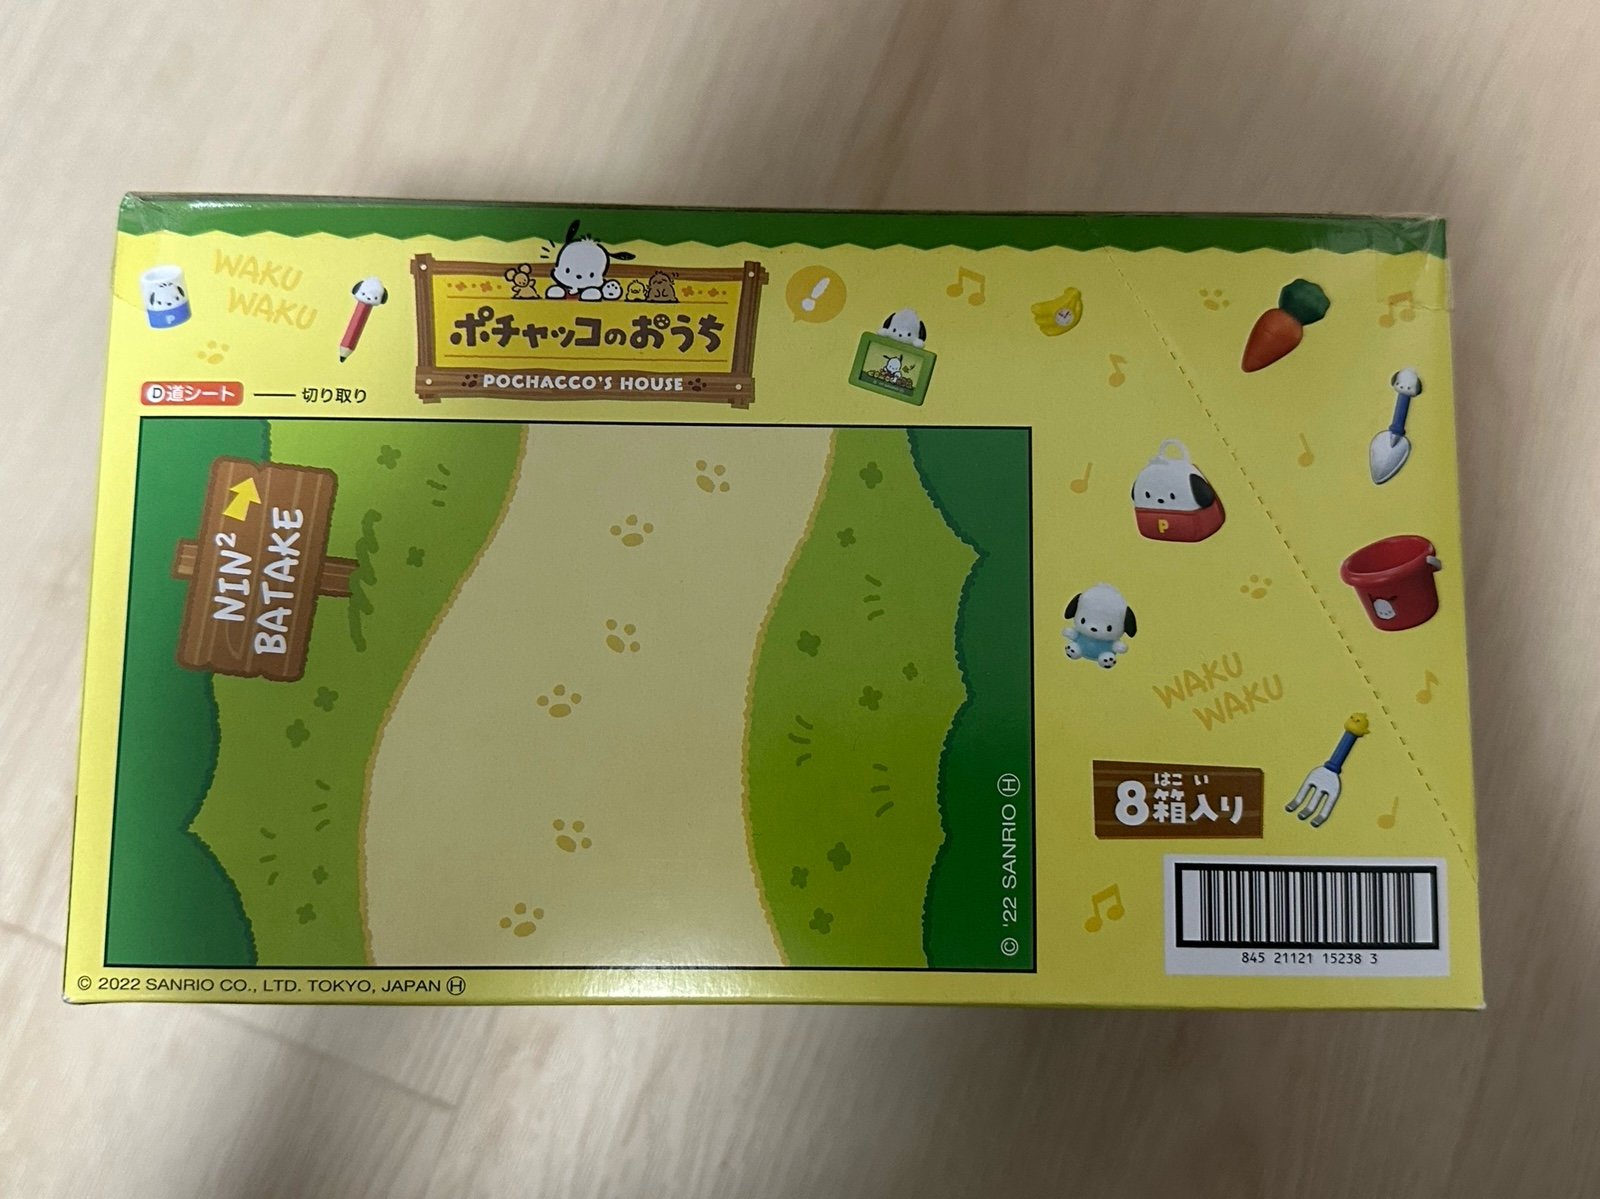 WAKU
WAKU
ポチャッコのおうち
POCHACCO'S HOUSE
!
D 道シート
切り取り
NIN²
BATAKE
P
P
WAKU
WAKU
はこ い
8箱入り
© '22 SANRIO Ⓗ
845 21121 15238 3
© 2022 SANRIO CO., LTD. TOKYO, JAPAN Ⓗ